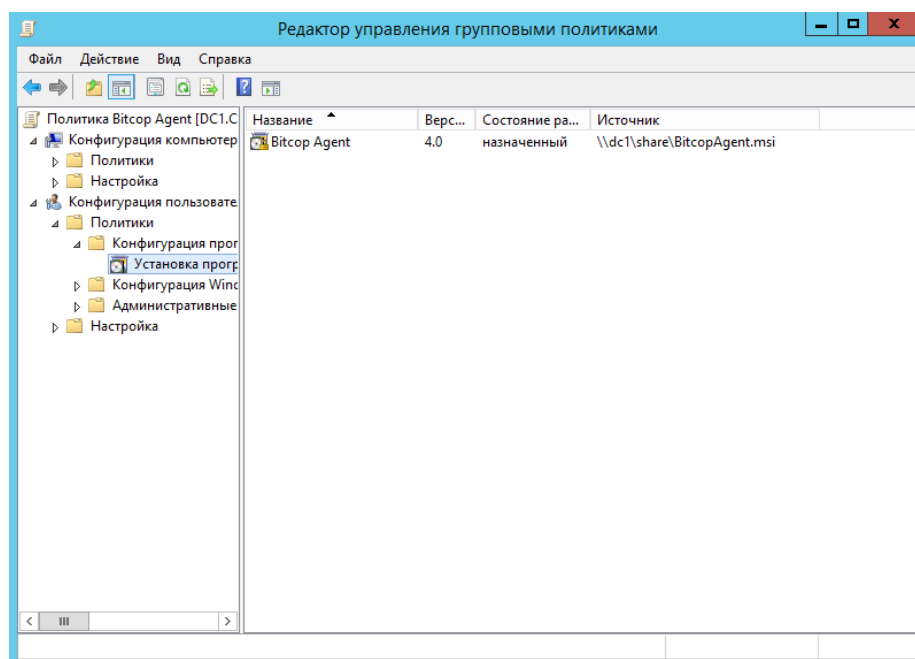 Редактор управления групповыми политиками
Файл Действие Вид Справка
Политика Bitcop Agent [DC1.C
Конфигурация компьютер
Политики
Настройка
Конфигурация пользовате
Политики
Конфигурация прог
Установка прогр
Конфигурация Winc
Административные
Настройка
Название Верс... Состояние ра... Источник
Bitcop Agent 4.0 назначенный \\dc1\share\BitcopAgent.msi